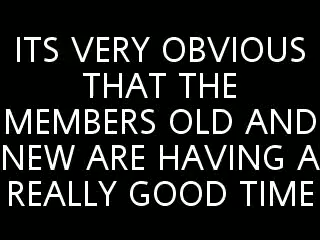 ITS VERY OBVIOUS
THAT THE
MEMBERS OLD AND
NEW ARE HAVING A
REALLY GOOD TIME